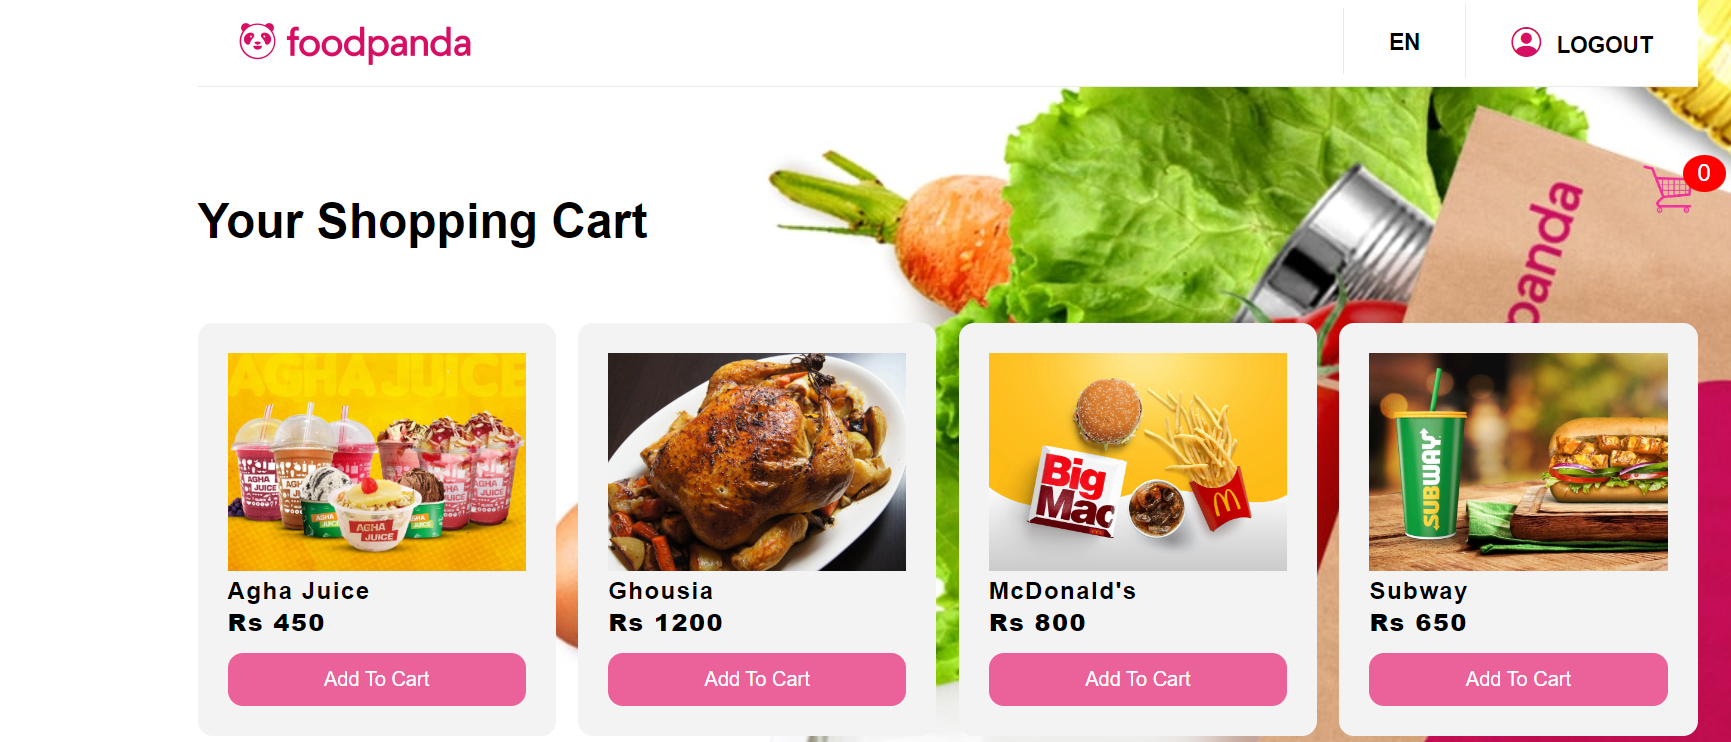 foodpanda
EN
LOGOUT
0
Your Shopping Cart
panda
AGHA JUICE
AGHA
JUICE
AGHA
JUICE
Big
Mac
SUBWAY
Agha Juice
Rs 450
Add To Cart
Ghousia
Rs 1200
Add To Cart
McDonald's
Rs 800
Add To Cart
Subway
Rs 650
Add To Cart